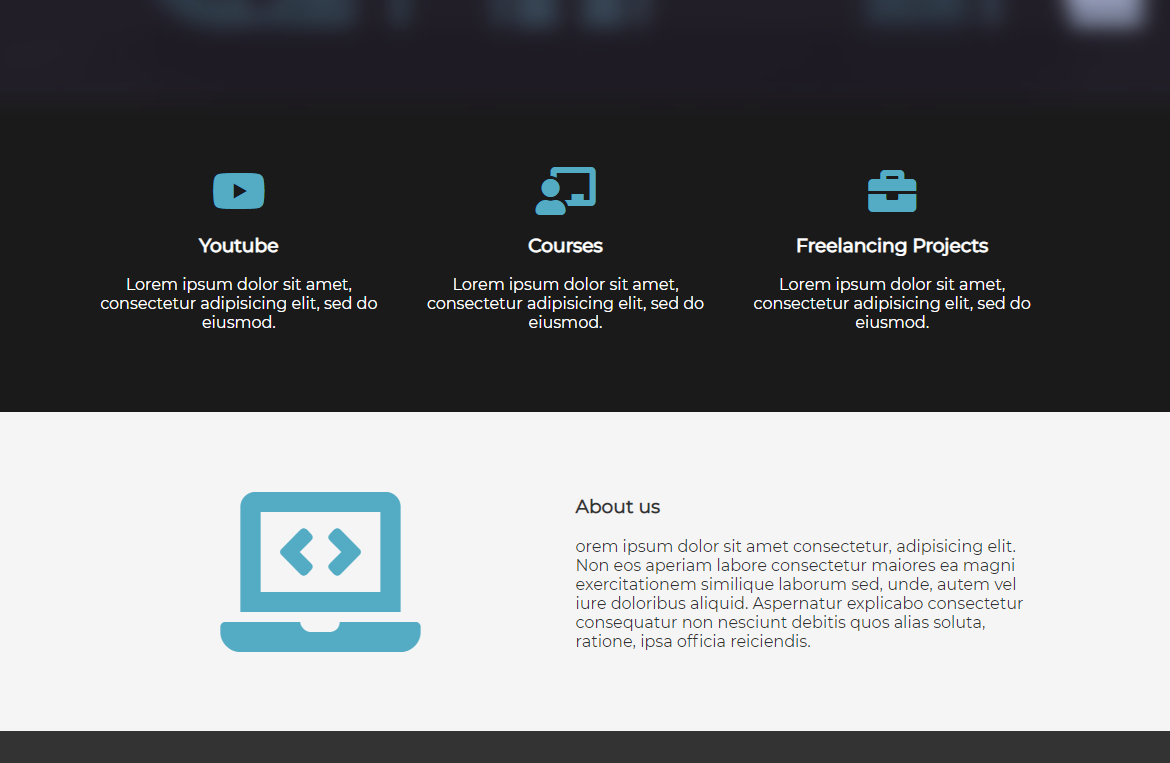 Youtube
Courses
Freelancing Projects
Lorem ipsum dolor sit amet,
consectetur adipisicing elit, sed do
eiusmod.
Lorem ipsum dolor sit amet,
consectetur adipisicing elit, sed do
eiusmod.
Lorem ipsum dolor sit amet,
consectetur adipisicing elit, sed do
eiusmod.
About us
orem ipsum dolor sit amet consectetur, adipisicing elit.
Non eos aperiam labore consectetur maiores ea magni
exercitationem similique laborum sed, unde, autem vel
iure doloribus aliquid. Aspernatur explicabo consectetur
consequatur non nesciunt debitis quos alias soluta,
ratione, ipsa officia reiciendis.